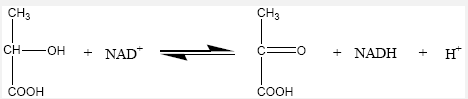 CH3 CH3
CH OH + NAD+ C O + NADH + H+
COOH COOH